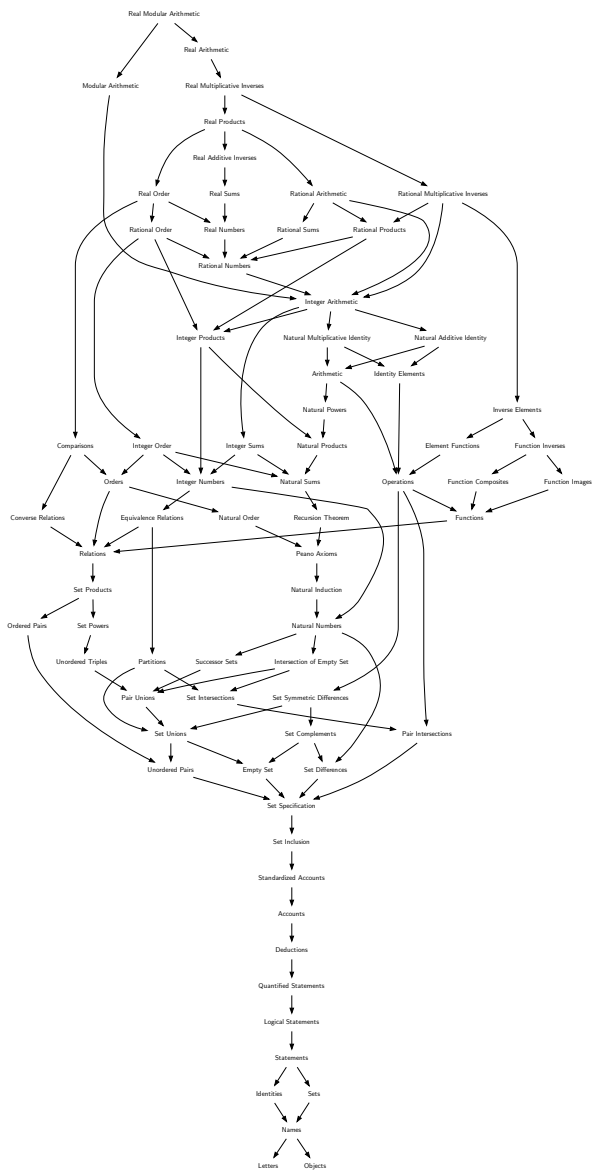 Real Modular Arithmetic
Real Arithmetic
Modular Arithmetic
Real Multiplicative Inverses
Real Products
Real Additive Inverses
Real Order
Real Sums
Rational Arithmetic
Rational Multiplicative Inverses
Rational Order
Real Numbers
Rational Sums
Rational Products
Rational Numbers
Integer Arithmetic
Integer Products
Natural Multiplicative Identity
Natural Additive Identity
Arithmetic
Identity Elements
Natural Powers
Inverse Elements
Comparisons
Integer Order
Integer Sums
Natural Products
Element Functions
Function Inverses
Orders
Integer Numbers
Natural Sums
Operations
Function Composites
Function Images
Converse Relations
Equivalence Relations
Natural Order
Recursion Theorem
Functions
Relations
Peano Axioms
Set Products
Natural Induction
Ordered Pairs
Set Powers
Natural Numbers
Unordered Triples
Partitions
Successor Sets
Intersection of Empty Set
Pair Unions
Set Intersections
Set Symmetric Differences
Set Unions
Set Complements
Pair Intersections
Unordered Pairs
Empty Set
Set Differences
Set Specification
Set Inclusion
Standardized Accounts
Accounts
Deductions
Quantified Statements
Logical Statements
Statements
Identities
Sets
Names
Letters
Objects